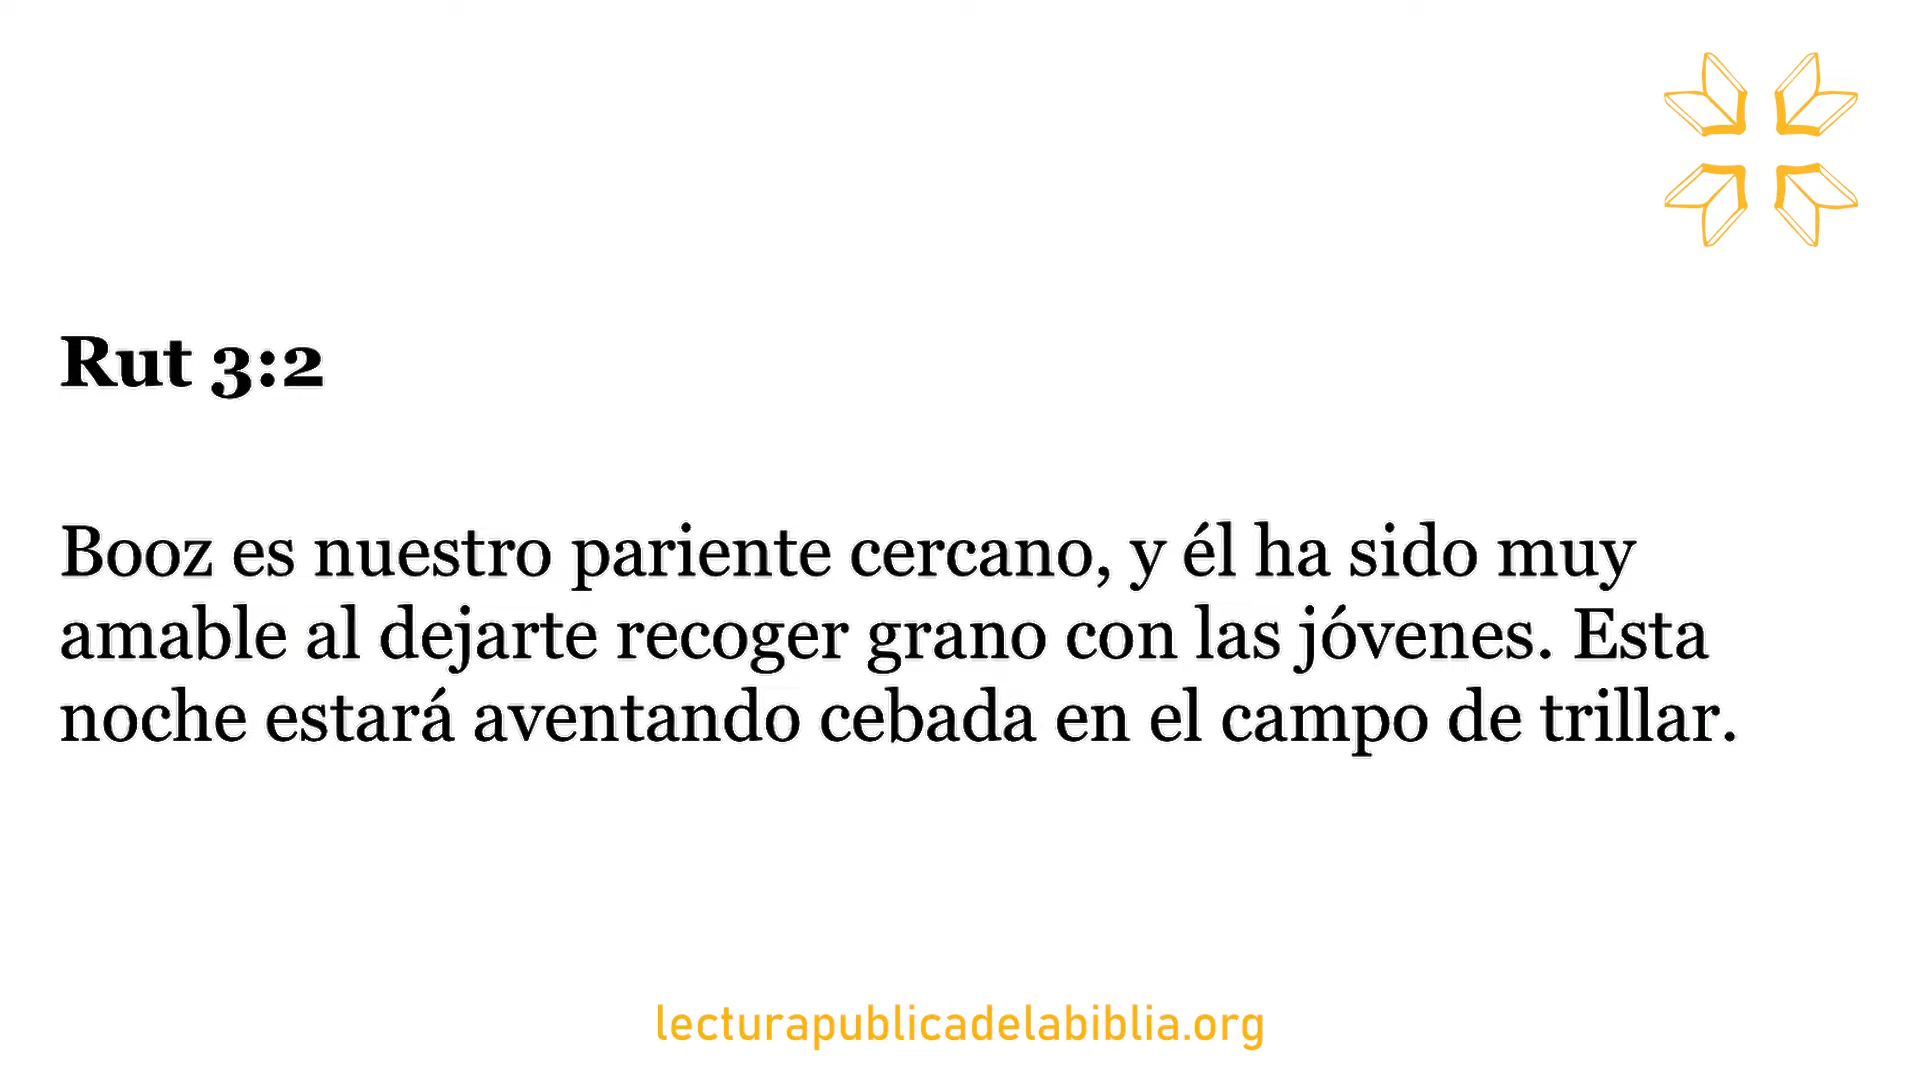 Rut 3:2
Booz es nuestro pariente cercano, y él ha sido muy
amable al dejarte recoger grano con las jóvenes. Esta
noche estará aventando cebada en el campo de trillar.
lecturapublicadelabiblia.org